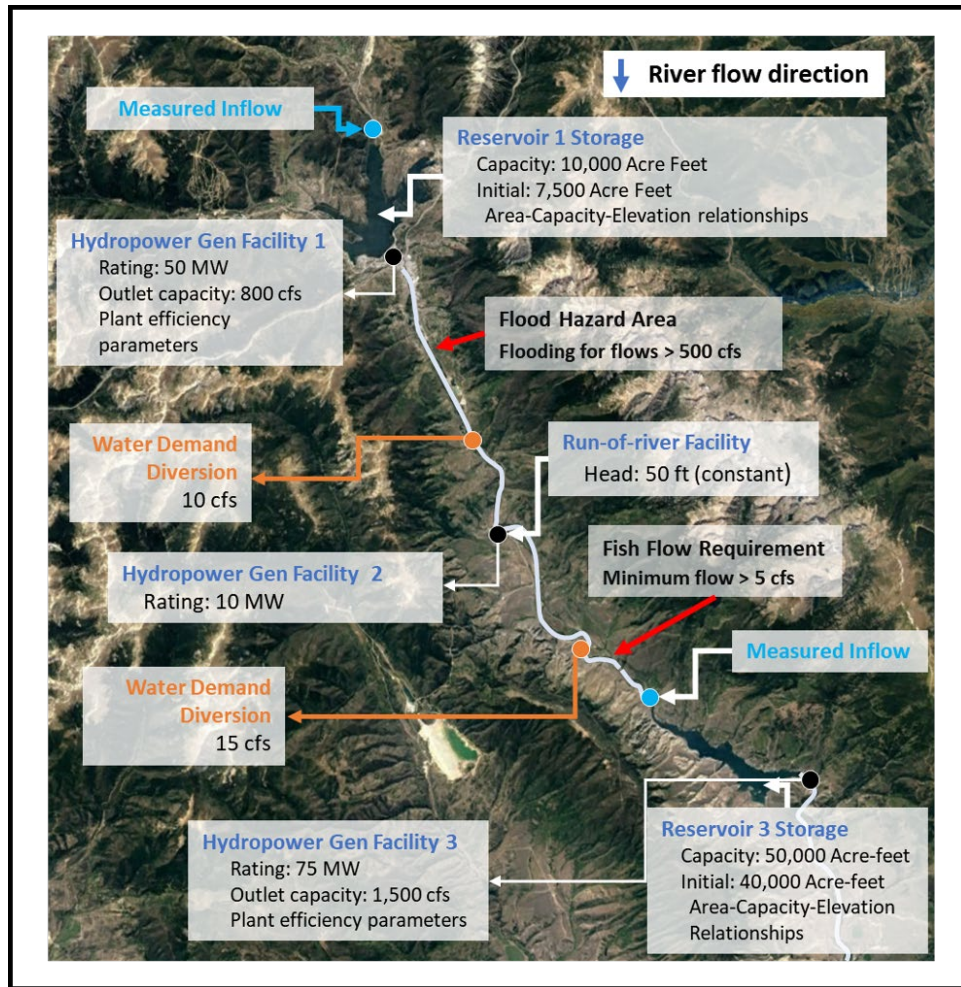 River flow direction
Measured Inflow
Reservoir 1 Storage
Capacity: 10,000 Acre Feet
Initial: 7,500 Acre Feet
Area-Capacity-Elevation relationships
Hydropower Gen Facility 1
Rating: 50 MW
Outlet capacity: 800 cfs
Plant efficiency
parameters
Flood Hazard Area
Flooding for flows > 500 cfs
Water Demand
Diversion
10 cfs
Run-of-river Facility
Head: 50 ft (constant)
Hydropower Gen Facility 2
Rating: 10 MW
Fish Flow Requirement
Minimum flow > 5 cfs
Measured Inflow
Water Demand
Diversion
15 cfs
Hydropower Gen Facility 3
Rating: 75 MW
Outlet capacity: 1,500 cfs
Plant efficiency parameters
Reservoir 3 Storage
Capacity: 50,000 Acre-feet
Initial: 40,000 Acre-feet
Area-Capacity-Elevation
Relationships